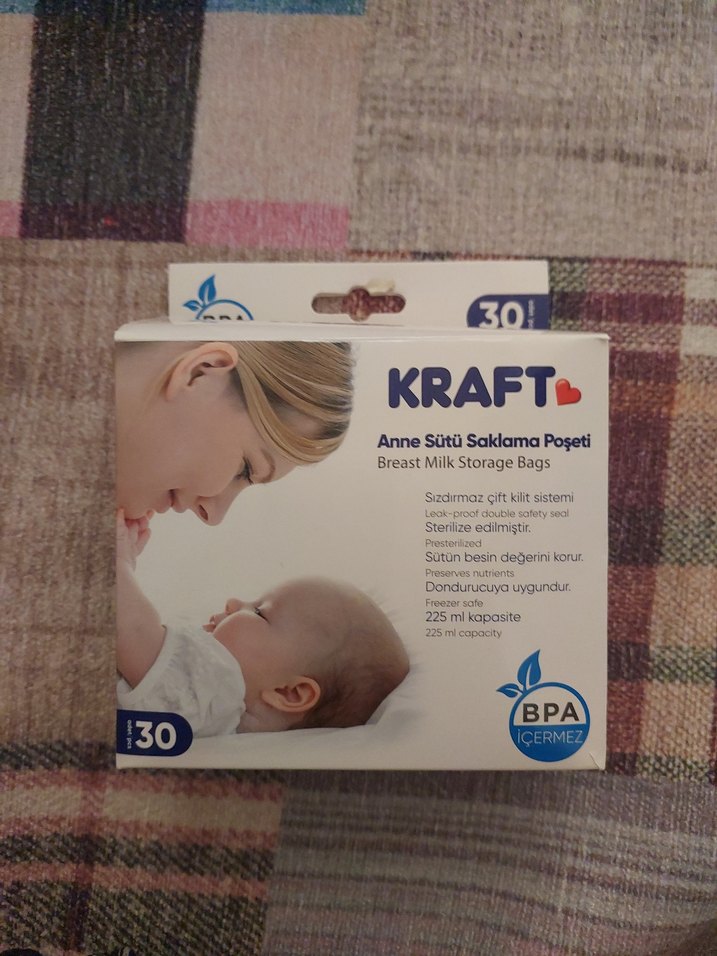 BPA
30
KRAFT
Anne Sütü Saklama Poşeti
Breast Milk Storage Bags
Sızdırmaz çift kilit sistemi
Leak-proof double safety seal
Sterilize edilmiştir.
Presterilized
Sütün besin değerini korur.
Preserves nutrients
Dondurucuya uygundur.
Freezer safe
225 ml kapasite
225 ml capacity
adet/pcs 30
BPA
İÇERMEZ